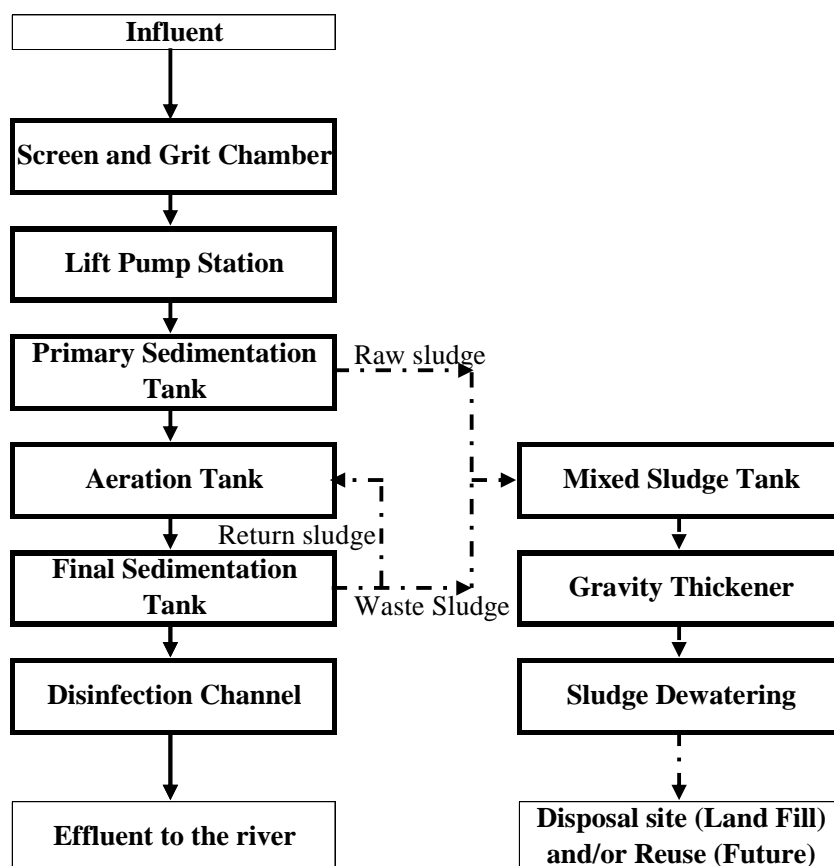 Influent
Screen and Grit Chamber
Lift Pump Station
Primary Sedimentation
Tank
Raw sludge
Aeration Tank
Mixed Sludge Tank
Return sludge
Final Sedimentation
Tank
Waste Sludge
Gravity Thickener
Disinfection Channel
Sludge Dewatering
Effluent to the river
Disposal site (Land Fill)
and/or Reuse (Future)